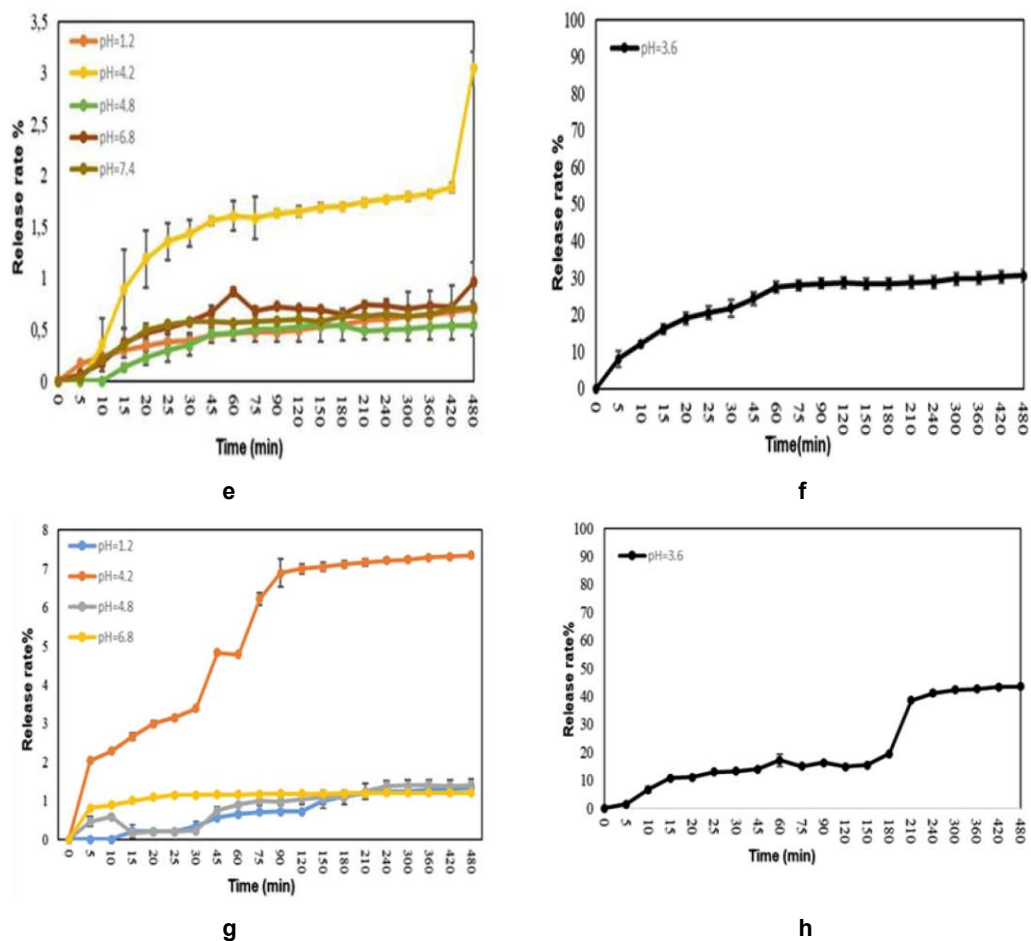 3,5
3
2,5
2
1,5
1
0,5
0
Release rate %
pH=1.2
pH=4.2
pH=4.8
pH=6.8
pH=7.4
0 5 10 15 20 25 30 45 60 75 90 120 150 180 210 240 300 360 420 480
Time (min)
e
100
90
80
70
60
50
40
30
20
10
0
Release rate %
pH=3.6
0 5 10 15 20 25 30 45 60 75 90 120 150 180 210 240 300 360 420 480
Time(min)
f
8
7
6
5
4
3
2
1
0
Release rate%
pH=1.2
pH=4.2
pH=4.8
pH=6.8
0 5 10 15 20 25 30 45 60 75 90 120 150 180 210 240 300 360 420 480
Time (min)
g
100
90
80
70
60
50
40
30
20
10
0
Release rate%
pH=3.6
0 5 10 15 20 25 30 45 60 75 90 120 150 180 210 240 300 360 420 480
Time (min)
h